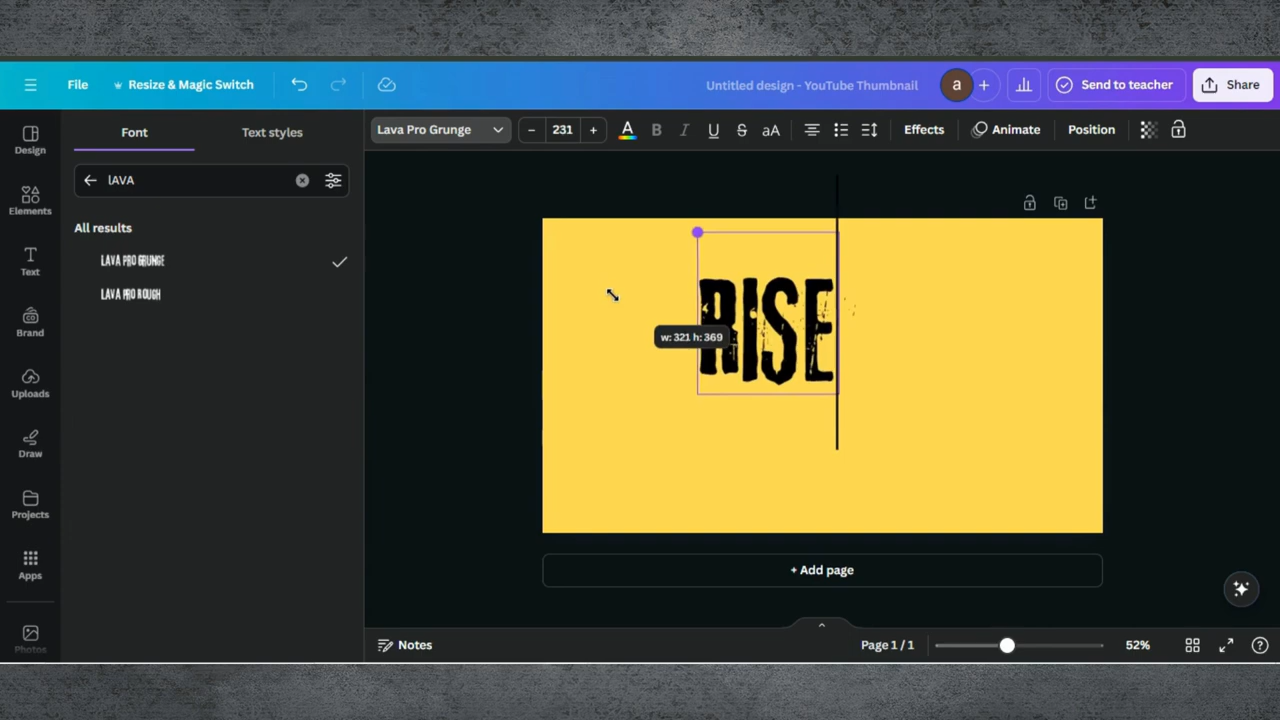 File
Resize & Magic Switch
Untitled design - YouTube Thumbnail
a
+
Send to teacher
Share
Design
Elements
Text
Brand
Uploads
Draw
Projects
Apps
Photos
Font
Text styles
lAVA
All results
LAVA PRO GRUNGE
LAVA PRO ROUGH
Lava Pro Grunge
− 231 +
A B I U S aA
Effects
Animate
Position
RISE
w: 321 h: 369
+ Add page
Notes
Page 1 / 1
52%
?